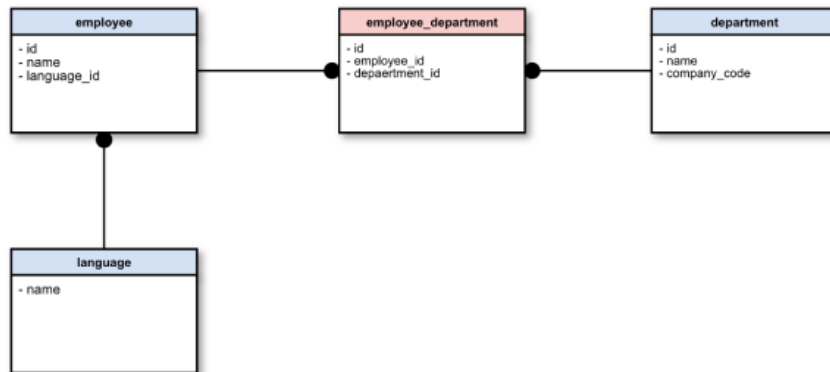 employee
- id
- name
- language_id
employee_department
- id
- employee_id
- depaertment_id
department
- id
- name
- company_code
language
- name